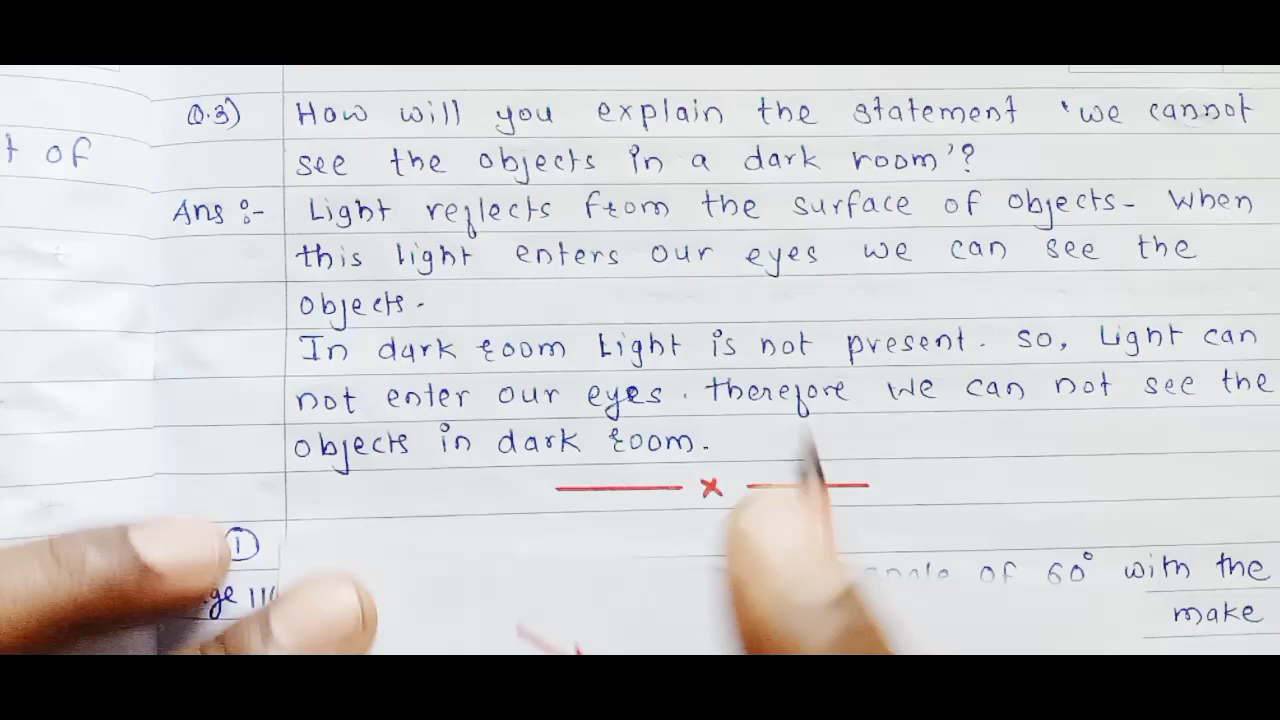 t of
Q.3) How will you explain the statement 'we cannot
see the objects in a dark room'?
Ans :- Light reflects from the surface of objects. When
this light enters our eyes we can see the
objects.
In dark room Light is not present. so, Light can
not enter our eyes. therefore we can not see the
objects in dark room.
x
1
of 60° with the
make